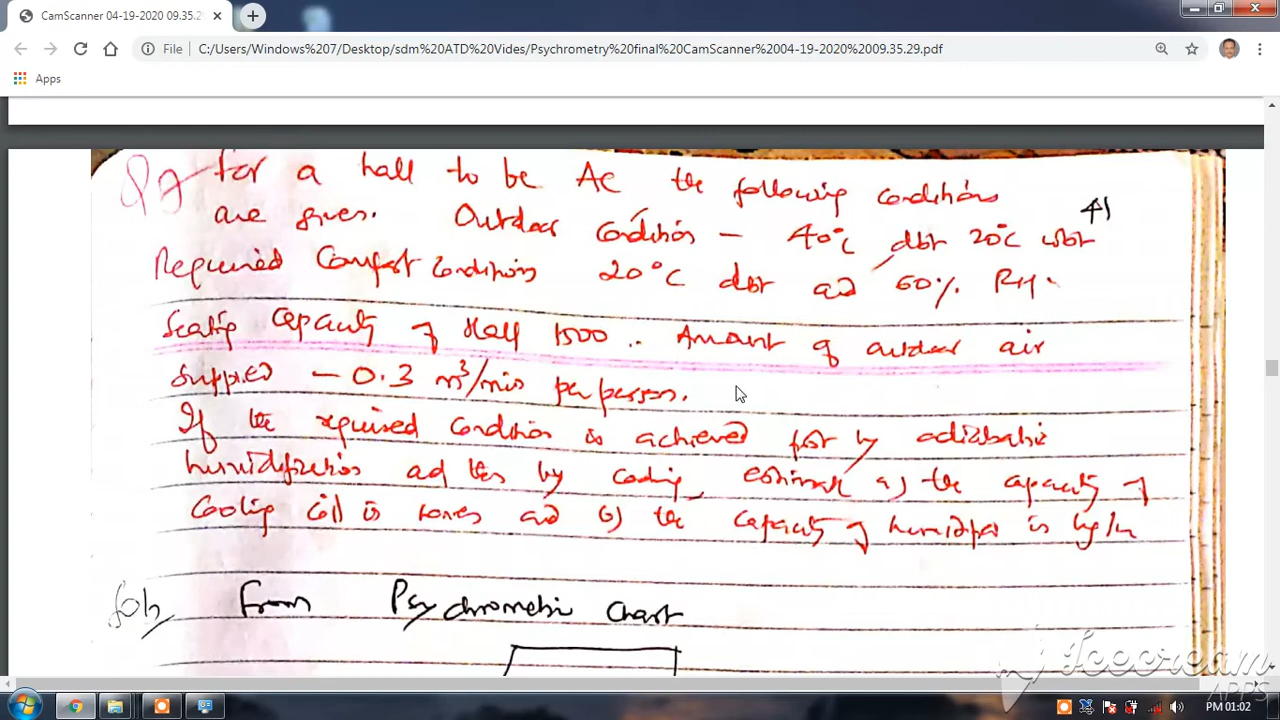 CamScanner 04-19-2020 09.35.29
File C:/Users/Windows%207/Desktop/sdm%20ATD%20Vides/Psychrometry%20final%20CamScanner%2004-19-2020%2009.35.29.pdf
Apps
Q7 For a hall to be AC the following conditions
41
are given. Outdoor condition - 40°C dbt 20°C wbt
Required Comfort Conditions 20°C dbt and 60% RH.
Seating Capacity of Hall 1500.. Amount of outdoor air
supplied - 0.3 m³/min per person.
If the required condition is achieved first by adiabatic
humidification and then by cooling, estimate a) the capacity of
Cooling coil in tones and b) the capacity of humidifier in kg/h
Soln From Psychrometric Chart
Icecream
APPS
PM 01:02